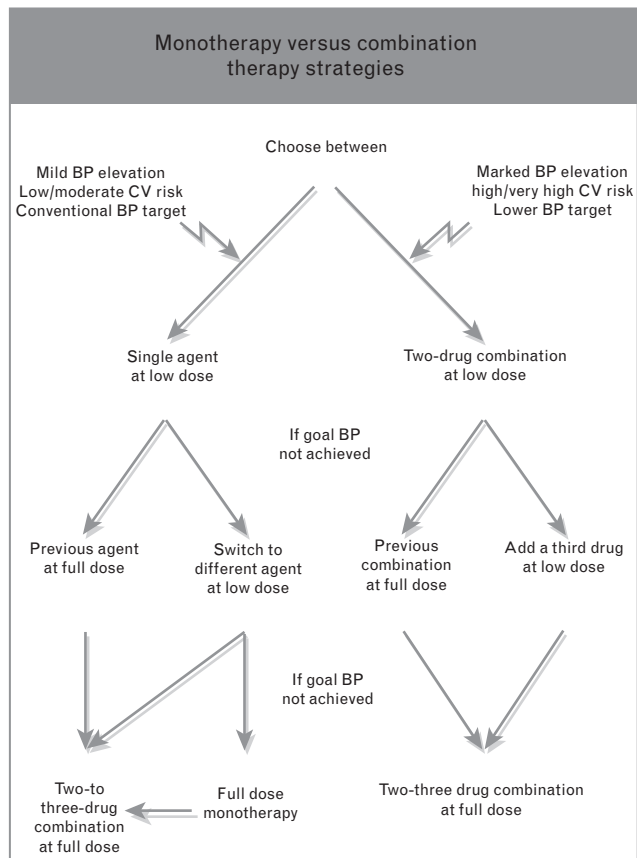 Monotherapy versus combination
therapy strategies
Choose between
Mild BP elevation
Low/moderate CV risk
Conventional BP target
Marked BP elevation
high/very high CV risk
Lower BP target
Single agent
at low dose
Two-drug combination
at low dose
If goal BP
not achieved
Previous agent
at full dose
Switch to
different agent
at low dose
Previous
combination
at full dose
Add a third drug
at low dose
If goal BP
not achieved
Two-to
three-drug
combination
at full dose
Full dose
monotherapy
Two-three drug combination
at full dose